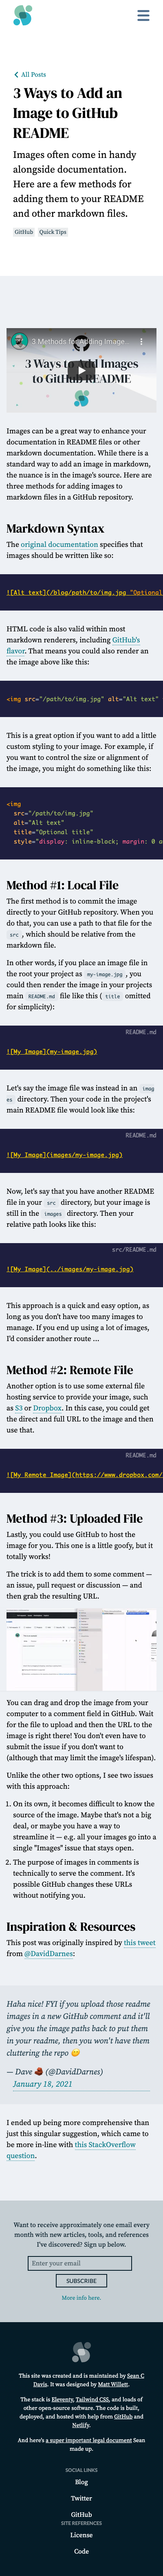 All Posts
3 Ways to Add an
Image to GitHub
README
Images often come in handy
alongside documentation.
Here are a few methods for
adding them to your README
and other markdown files.
GitHub Quick Tips
3 Methods for Adding Image...
3 Ways to Add Images
to GitHub README
Images can be a great way to enhance your
documentation in README files or other
markdown documents. While there is still a
standard way to add an image in markdown,
the nuance is in the image's source. Here are
three methods for adding images to
markdown files in a GitHub repository.
Markdown Syntax
The original documentation specifies that
images should be written like so:
![Alt text](/blog/path/to/img.jpg "Optional
HTML code is also valid within most
markdown renderers, including GitHub's
flavor. That means you could also render an
the image above like this:
<img src="/path/to/img.jpg" alt="Alt text"
This is a great option if you want to add a little
custom styling to your image. For example, if
you want to control the size or alignment of
the image, you might do something like this:
<img
src="/path/to/img.jpg"
alt="Alt text"
title="Optional title"
style="display: inline-block; margin: 0 a
Method #1: Local File
The first method is to commit the image
directly to your GitHub repository. When you
do that, you can use a path to that local file for
the src , which should be relative from the
markdown file.
In other words, if you place an image file in
the root your project as my-image.jpg , you
could render the image in your projects
main README.md file like this ( title omitted
for simplicity):
README.md
![My Image](my-image.jpg)
Let's say the image file was instead in an imag
es directory. Then your code in the project's
main README file would look like this:
README.md
![My Image](images/my-image.jpg)
Now, let's say that you have another README
file in your src directory, but your image is
still in the images directory. Then your
relative path looks like this:
src/README.md
![My Image](../images/my-image.jpg)
This approach is quick and an easy option, as
long as you don't have too many images to
manage. If you end up using a lot of images,
I'd consider another route ...
Method #2: Remote File
Another option is to use some external file
hosting service to provide your image, such
as S3 or Dropbox. In this case, you could get
the direct and full URL to the image and use
that.
README.md
![My Remote Image](https://www.dropbox.com/
Method #3: Uploaded File
Lastly, you could use GitHub to host the
image for you. This one is a little goofy, but it
totally works!
The trick is to add them to some comment —
an issue, pull request or discussion — and
then grab the resulting URL.
You can drag and drop the image from your
computer to a comment field in GitHub. Wait
for the file to upload and then the URL to the
image is right there! You don't even have to
submit the issue if you don't want to
(although that may limit the image's lifespan).
Unlike the other two options, I see two issues
with this approach:
1. On its own, it becomes difficult to know the
source of the image. Maybe that's not a big
deal, or maybe you have a way to
streamline it — e.g. all your images go into a
single "Images" issue that stays open.
2. The purpose of images in comments is
technically serve the comment. It's
possible GitHub changes these URLs
without notifying you.
Inspiration & Resources
This post was originally inspired by this tweet
from @DavidDarnes:
Haha nice! FYI if you upload those readme
images in a new GitHub comment and it'll
give you the image paths back to put them
in your readme, then you won't have them
cluttering the repo 😊
— Dave (@DavidDarnes)
January 18, 2021
I ended up being more comprehensive than
just this singular suggestion, which came to
be more in-line with this StackOverflow
question.
Want to receive approximately one email every
month with new articles, tools, and references
I've discovered? Sign up below.
Enter your email
SUBSCRIBE
More info here.
This site was created and is maintained by Sean C
Davis. It was designed by Matt Willett.
The stack is Eleventy, Tailwind CSS, and loads of
other open-source software. The code is built,
deployed, and hosted with help from GitHub and
Netlify.
And here's a super important legal document Sean
made up.
SOCIAL LINKS
Blog
Twitter
GitHub
SITE REFERENCES
License
Code